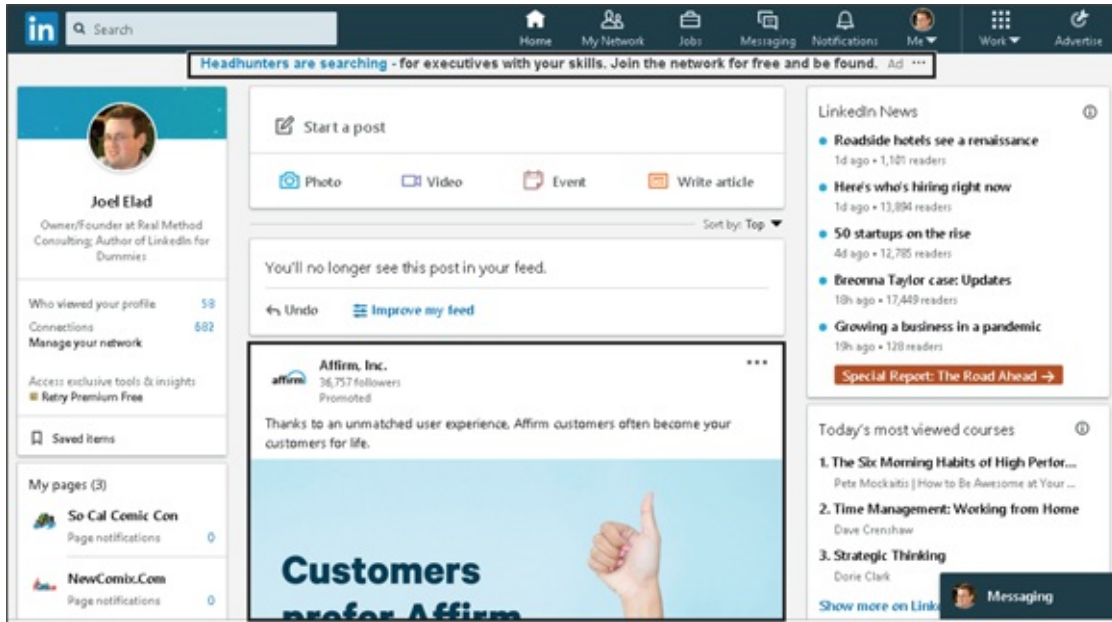 in
Search
Home
My Network
Jobs
Messaging
Notifications
Me
Work
Advertise
Headhunters are searching - for executives with your skills. Join the network for free and be found. Ad ...
Joel Elad
Owner/Founder at Real Method
Consulting; Author of LinkedIn for
Dummies
Who viewed your profile 58
Connections 682
Manage your network
Access exclusive tools & insights
Retry Premium Free
Saved items
My pages (3)
So Cal Comic Con
Page notifications 0
NewComix.Com
Page notifications 0
Start a post
Photo
Video
Event
Write article
Sort by: Top
You'll no longer see this post in your feed.
Undo
Improve my feed
Affirm, Inc.
36,757 followers
Promoted
...
affirm
Thanks to an unmatched user experience, Affirm customers often become your
customers for life.
Customers
prefer Affirm
LinkedIn News
Roadside hotels see a renaissance
1d ago • 1,101 readers
Here's who's hiring right now
1d ago • 13,894 readers
50 startups on the rise
4d ago • 12,785 readers
Breonna Taylor case: Updates
18h ago • 17,449 readers
Growing a business in a pandemic
19h ago • 128 readers
Special Report: The Road Ahead →
Today's most viewed courses
1. The Six Morning Habits of High Perfor...
Pete Mockaitis | How to Be Awesome at Your ...
2. Time Management: Working from Home
Dave Crenshaw
3. Strategic Thinking
Dorie Clark
Show more on
Messaging